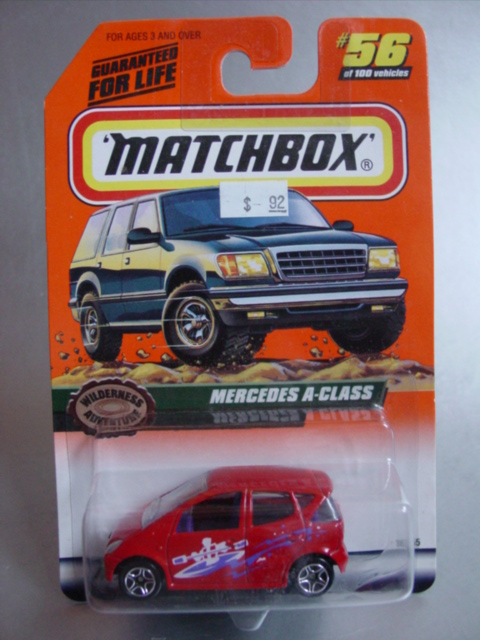 FOR AGES 3 AND OVER
GUARANTEED
FOR LIFE
#56
of 100 vehicles
MATCHBOX®
$ - 92
MERCEDES A-CLASS
WILDERNESS
ADVENTURE